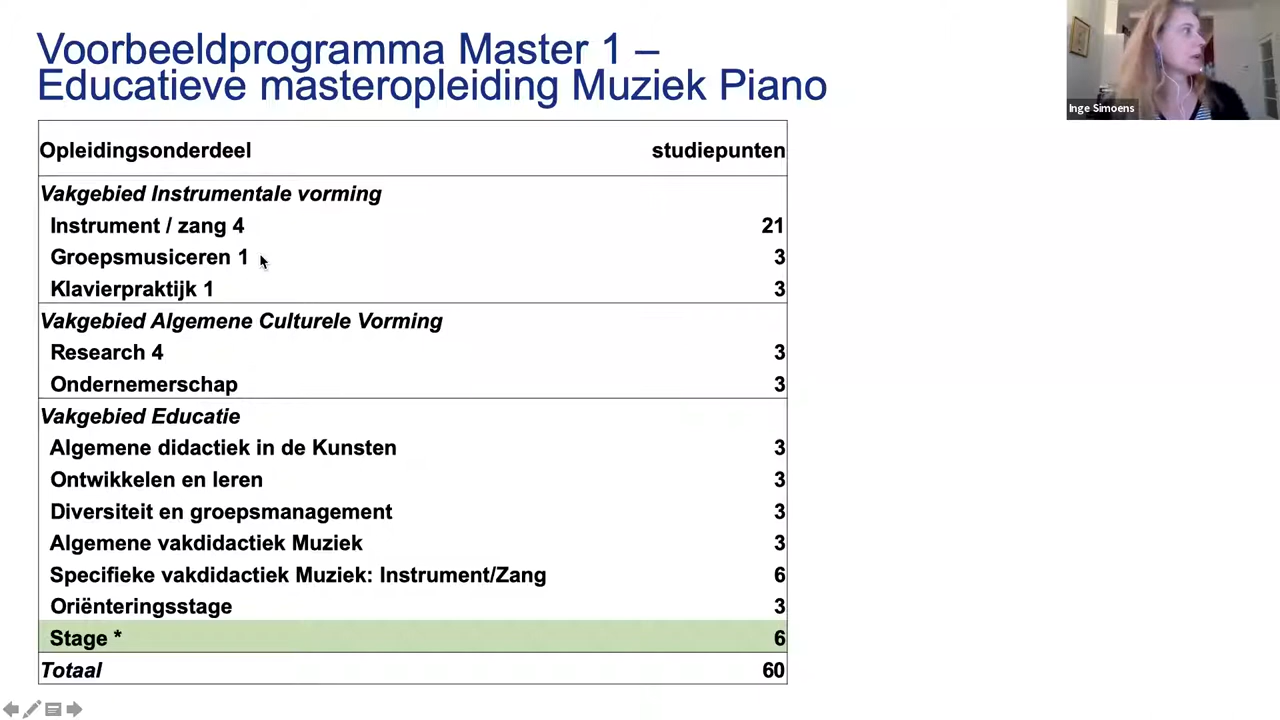 Voorbeeldprogramma Master 1 –
Educatieve masteropleiding Muziek Piano
Inge Simoens
Opleidingsonderdeel studiepunten
Vakgebied Instrumentale vorming
Instrument / zang 4 21
Groepsmusiceren 1 3
Klavierpraktijk 1 3
Vakgebied Algemene Culturele Vorming
Research 4 3
Ondernemerschap 3
Vakgebied Educatie
Algemene didactiek in de Kunsten 3
Ontwikkelen en leren 3
Diversiteit en groepsmanagement 3
Algemene vakdidactiek Muziek 3
Specifieke vakdidactiek Muziek: Instrument/Zang 6
Oriënteringsstage 3
Stage * 6
Totaal 60